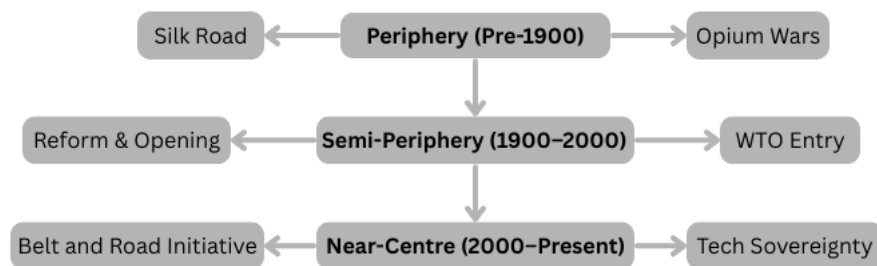 Silk Road
Periphery (Pre-1900)
Opium Wars
Reform & Opening
Semi-Periphery (1900–2000)
WTO Entry
Belt and Road Initiative
Near-Centre (2000–Present)
Tech Sovereignty